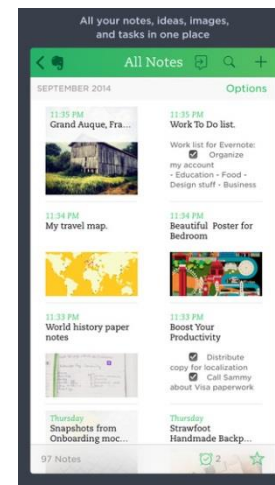 All your notes, ideas, images,
and tasks in one place
All Notes
SEPTEMBER 2014
Options
11:35 PM
Grand Auque, Fra...
11:35 PM
Work To Do list.
Work list for Evernote:
Organize
my account
- Education - Food -
Design stuff - Business
11:34 PM
My travel map.
11:34 PM
Beautiful Poster for
Bedroom
11:33 PM
World history paper
notes
11:33 PM
Boost Your
Productivity
Distribute
copy for localization
Call Sammy
about Visa paperwork
Thursday
Snapshots from
Onboarding moc...
Thursday
Strawfoot
Handmade Backp...
97 Notes
2